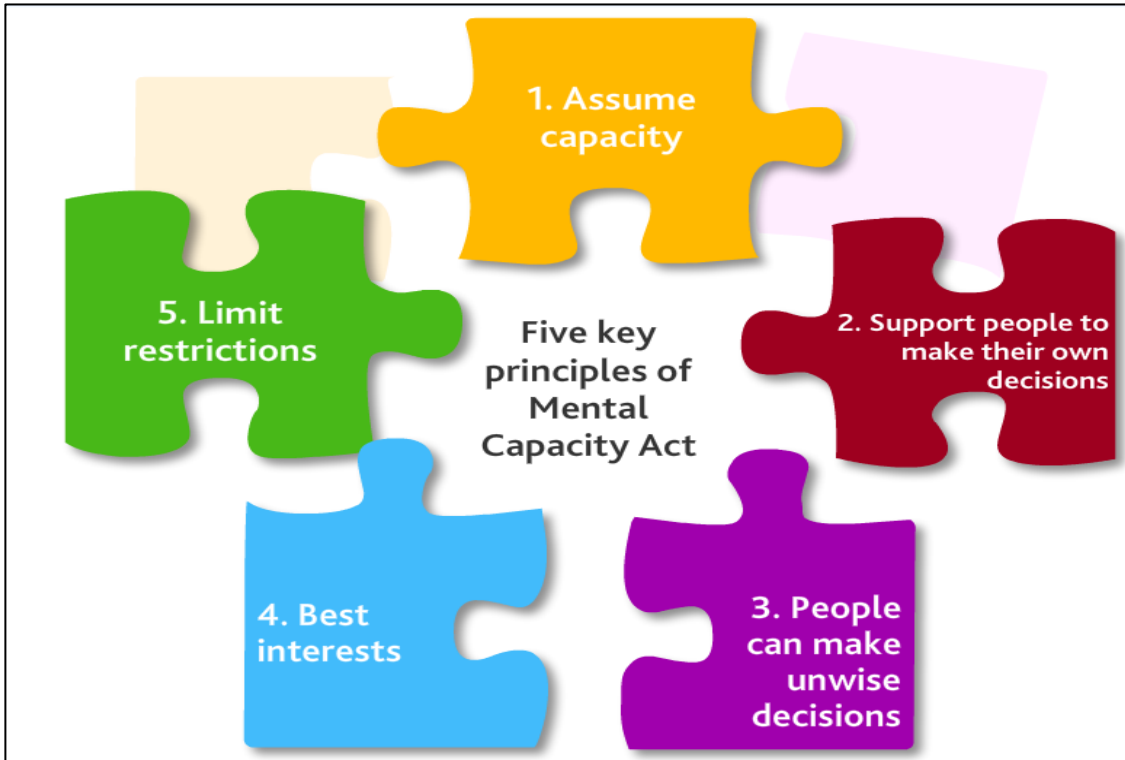 1. Assume
capacity
2. Support people to
make their own
decisions
3. People
can make
unwise
decisions
4. Best
interests
5. Limit
restrictions
Five key
principles of
Mental
Capacity Act